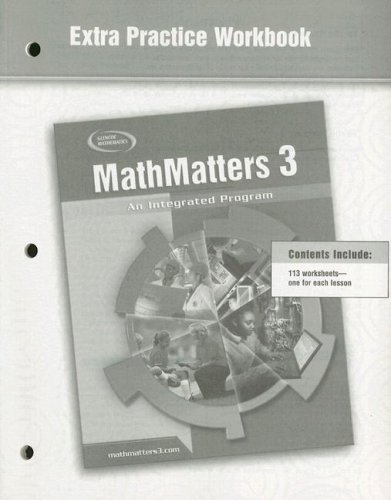 Extra Practice Workbook
GLENCOE
MATHEMATICS
MathMatters 3
An Integrated Program
Contents Include:
113 worksheets—
one for each lesson
mathmatters3.com